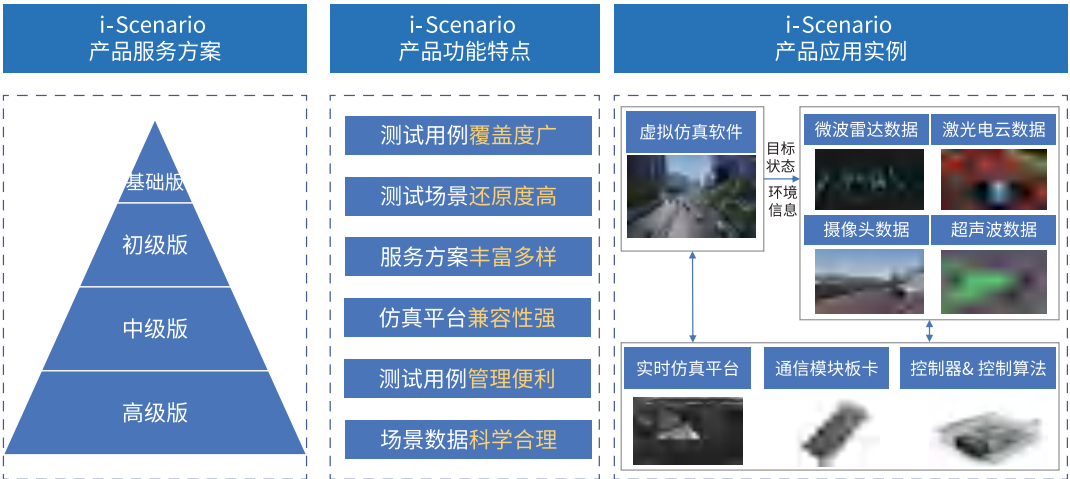 i-Scenario
产品服务方案
基础版
初级版
中级版
高级版
i-Scenario
产品功能特点
测试用例覆盖度广
测试场景还原度高
服务方案丰富多样
仿真平台兼容性强
测试用例管理便利
场景数据科学合理
i-Scenario
产品应用实例
虚拟仿真软件
目标
状态
环境
信息
微波雷达数据
激光电云数据
摄像头数据
超声波数据
实时仿真平台
通信模块板卡
控制器& 控制算法